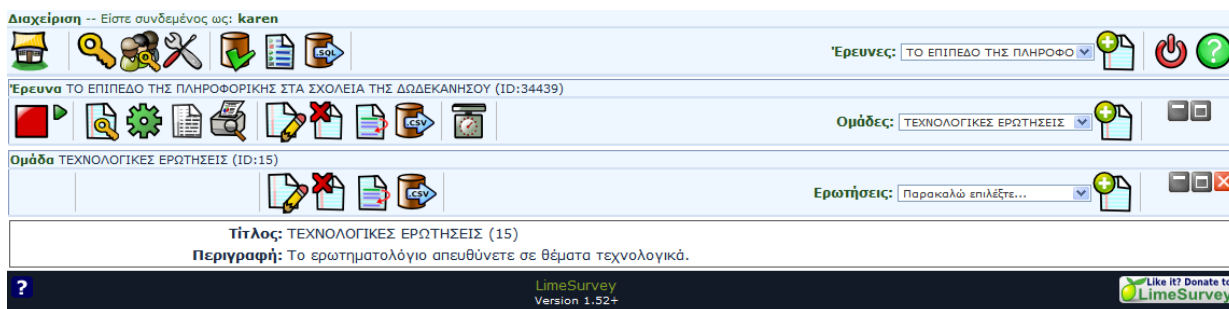 Διαχείριση -- Είστε συνδεμένος ως: karen
.SQL
Έρευνες: ΤΟ ΕΠΙΠΕΔΟ ΤΗΣ ΠΛΗΡΟΦΟ
Έρευνα ΤΟ ΕΠΙΠΕΔΟ ΤΗΣ ΠΛΗΡΟΦΟΡΙΚΗΣ ΣΤΑ ΣΧΟΛΕΙΑ ΤΗΣ ΔΩΔΕΚΑΝΗΣΟΥ (ID:34439)
.CSV
Ομάδες: ΤΕΧΝΟΛΟΓΙΚΕΣ ΕΡΩΤΗΣΕΙΣ
Ομάδα ΤΕΧΝΟΛΟΓΙΚΕΣ ΕΡΩΤΗΣΕΙΣ (ID:15)
.CSV
Ερωτήσεις: Παρακαλώ επιλέξτε...
Τίτλος: ΤΕΧΝΟΛΟΓΙΚΕΣ ΕΡΩΤΗΣΕΙΣ (15)
Περιγραφή: Το ερωτηματολόγιο απευθύνετε σε θέματα τεχνολογικά.
? LimeSurvey
Version 1.52+
Like it? Donate to
LimeSurvey